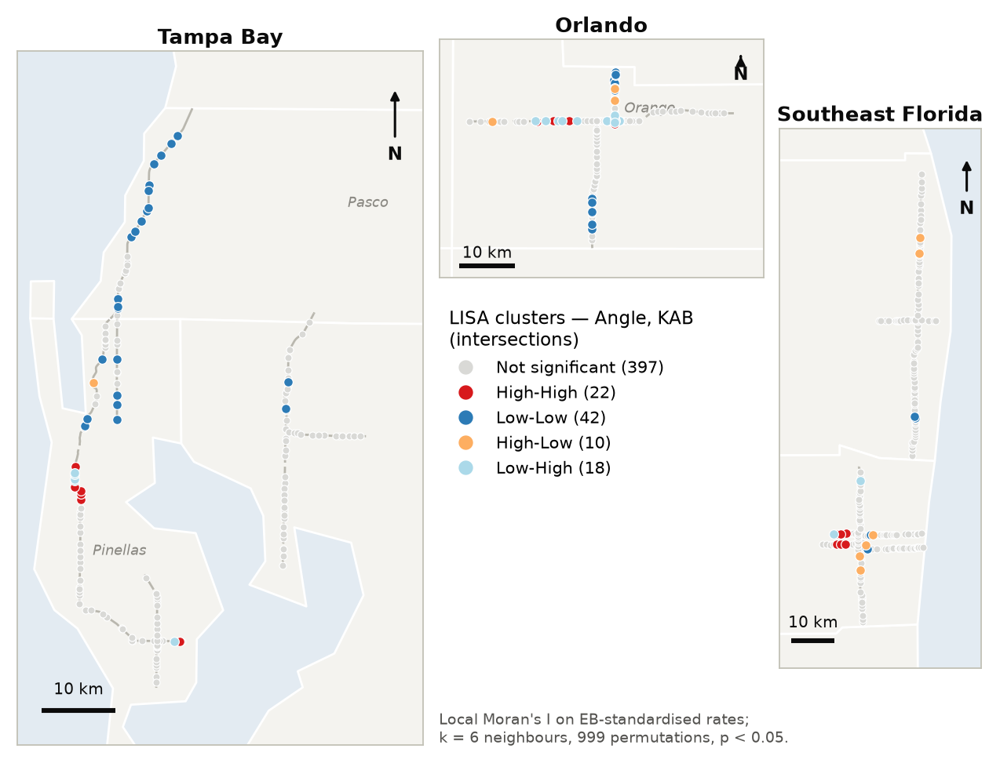 Tampa Bay
N
Pasco
Pinellas
10 km
Orlando
N
Orange
10 km
Southeast Florida
N
10 km
LISA clusters — Angle, KAB
(intersections)
Not significant (397)
High-High (22)
Low-Low (42)
High-Low (10)
Low-High (18)
Local Moran's I on EB-standardised rates;
k = 6 neighbours, 999 permutations, p < 0.05.